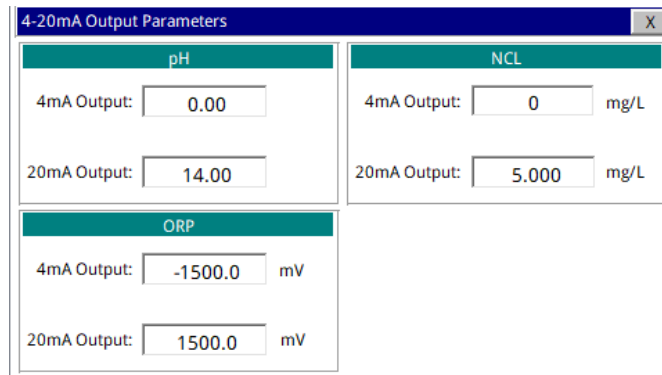 4-20mA Output Parameters X
pH
4mA Output: 0.00
20mA Output: 14.00
NCL
4mA Output: 0 mg/L
20mA Output: 5.000 mg/L
ORP
4mA Output: -1500.0 mV
20mA Output: 1500.0 mV